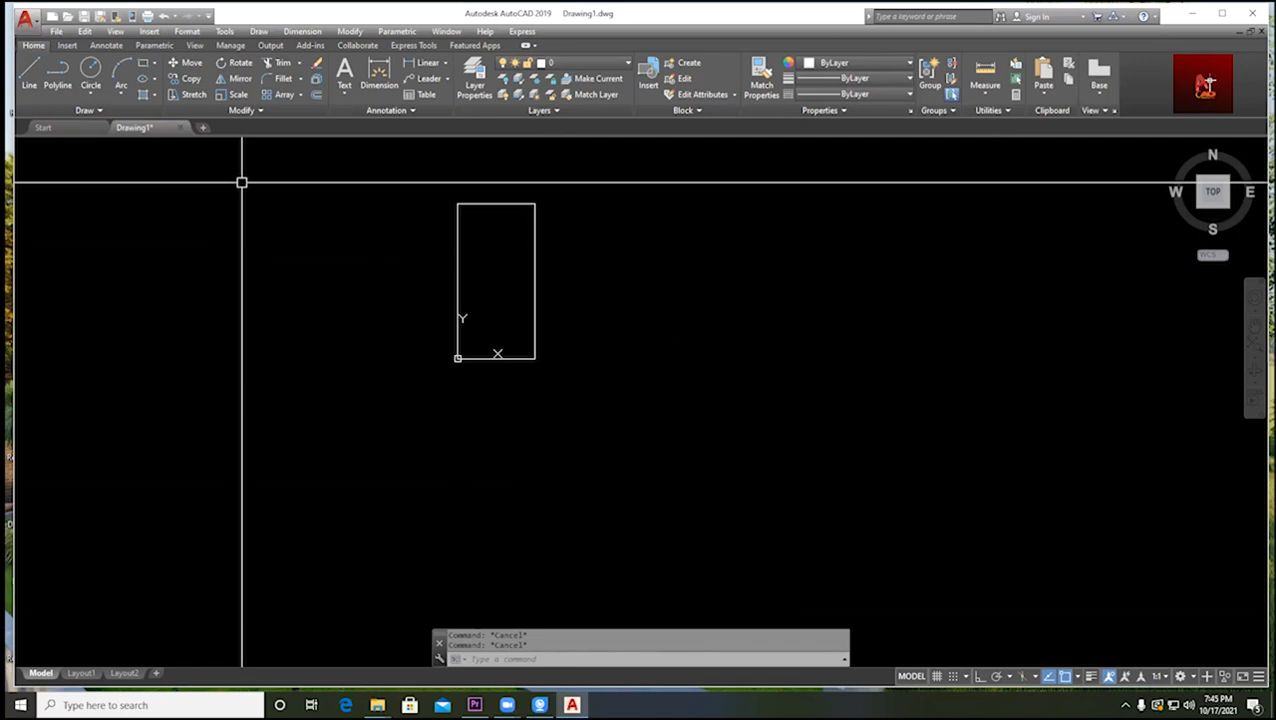 Autodesk AutoCAD 2019 Drawing1.dwg
Type a keyword or phrase
Sign In
File Edit View Insert Format Tools Draw Dimension Modify Parametric Window Help Express
Home Insert Annotate Parametric View Manage Output Add-ins Collaborate Express Tools Featured Apps
Line Polyline Circle Arc
Move Rotate Trim
Copy Mirror Fillet
Stretch Scale Array
Text Dimension
Linear
Leader
Table
Layer Properties
0
Make Current
Match Layer
Insert
Create
Edit
Edit Attributes
Match Properties
ByLayer
ByLayer
ByLayer
Group Measure Paste Base
Draw Modify Annotation Layers Block Properties Groups Utilities Clipboard View
Start Drawing1*
N
W TOP E
S
WCS
Y
X
Command: *Cancel*
Command: *Cancel*
Type a command
Model Layout1 Layout2
MODEL 1:1
Type here to search
7:45 PM
10/17/2021